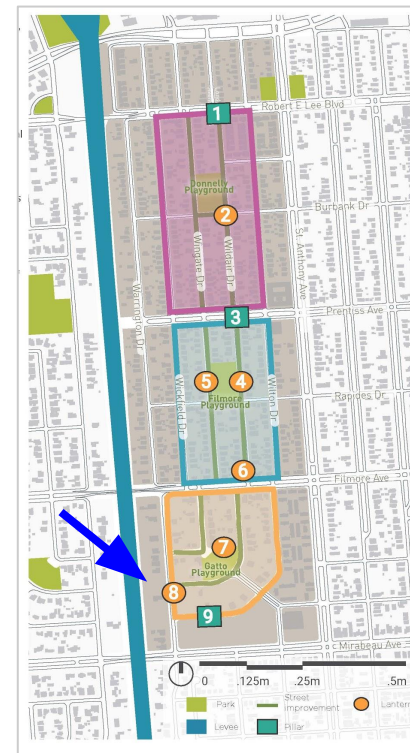 Robert E Lee Blvd
1
Donnelly
Playground
2
Burbank Dr
Wingate Dr
Wildair Dr
St. Anthony Ave
Warrington Dr
3
Prentiss Ave
5
4
Filmore
Playground
Wickfield Dr
Wilton Dr
Rapides Dr
6
Filmore Ave
7
Gatto
Playground
8
9
Mirabeau Ave
0 .125m .25m .5m
Park
Street
improvement
Lantern
Levee
Pillar